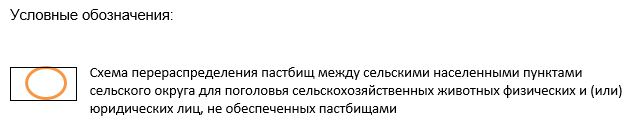 Условные обозначения:
Схема перераспределения пастбищ между сельскими населенными пунктами
сельского округа для поголовья сельскохозяйственных животных физических и (или)
юридических лиц, не обеспеченных пастбищами